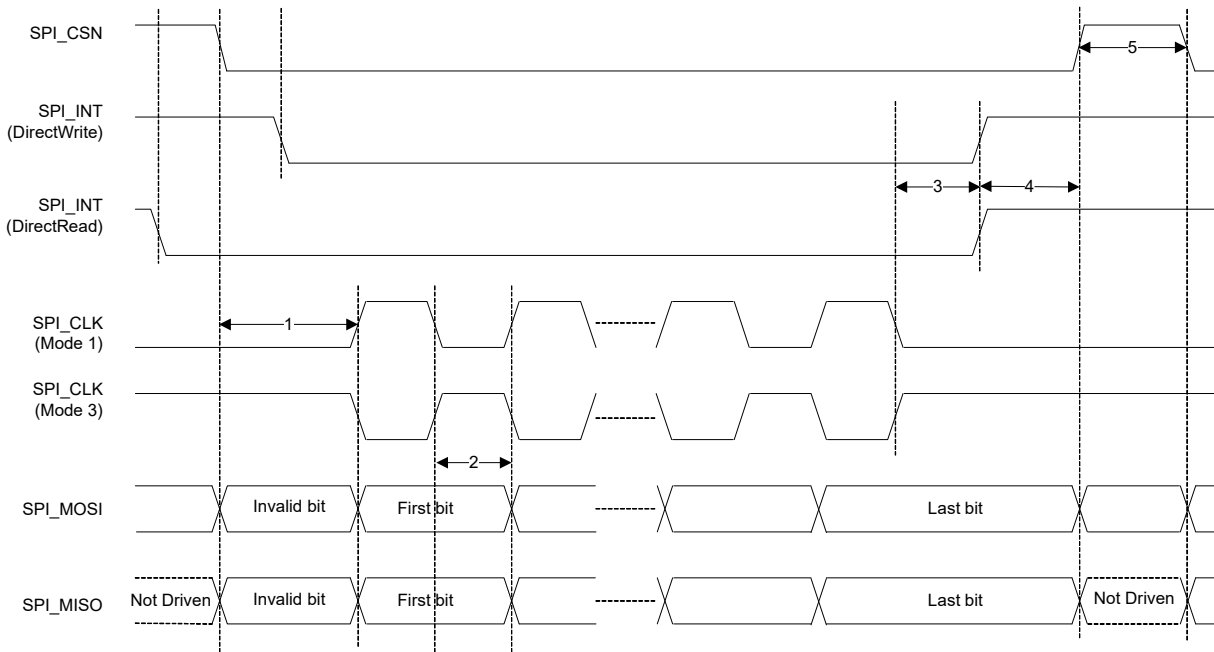 SPI_CSN
5
SPI_INT
(DirectWrite)
3
4
SPI_INT
(DirectRead)
1
SPI_CLK
(Mode 1)
SPI_CLK
(Mode 3)
2
SPI_MOSI
Invalid bit
First bit
Last bit
SPI_MISO
Not Driven
Invalid bit
First bit
Last bit
Not Driven